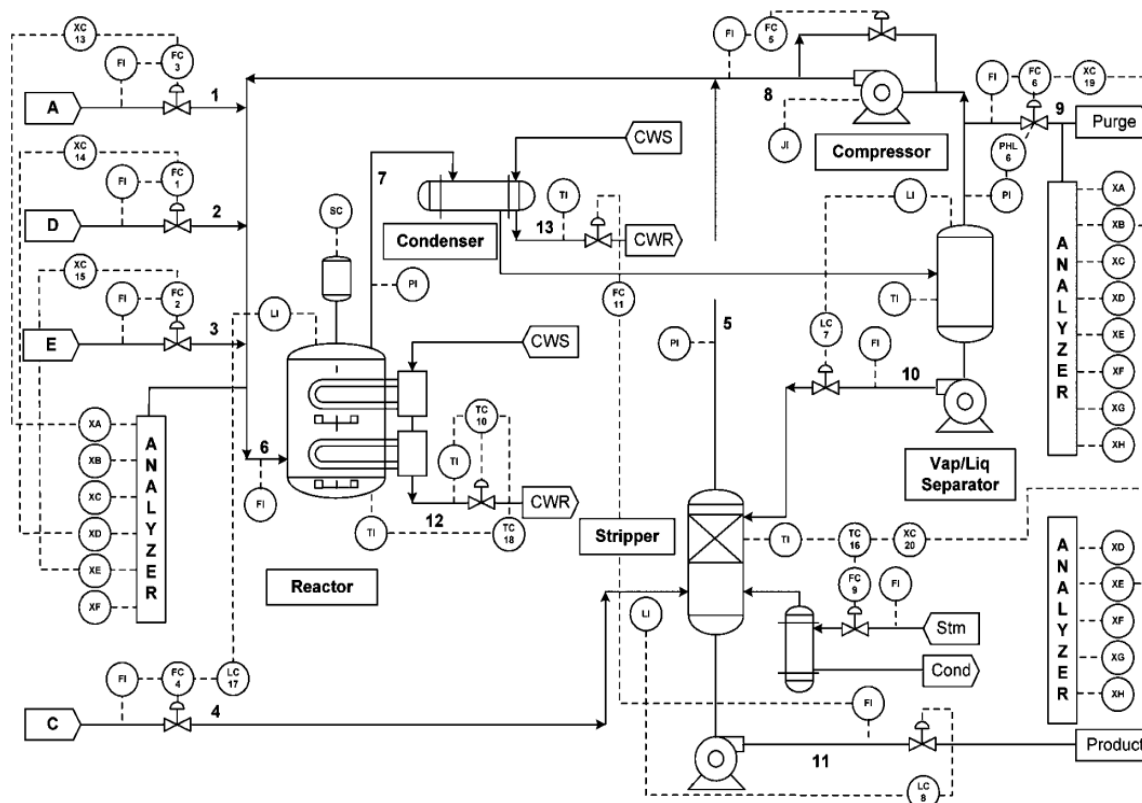 XC
13
FI
FC
3
A
1
XC
14
FI
FC
1
D
2
XC
15
FI
FC
2
E
3
LI
SC
7
CWS
TI
Condenser
13
CWR
PI
FC
11
CWS
6
FI
TC
10
TI
CWR
12
TI
TC
18
Reactor
XA
XB
XC
XD
XE
XF
ANALYZER
FI
FC
4
LC
17
C
4
FI
FC
5
8
JI
Compressor
FI
FC
6
XC
19
9
Purge
PHL
6
LI
PI
TI
LC
7
FI
10
Vap/Liq
Separator
5
PI
Stripper
TI
TC
16
XC
20
FC
9
FI
Stm
Cond
LI
FI
11
LC
8
Product
ANALYZER
XA
XB
XC
XD
XE
XF
XG
XH
ANALYZER
XD
XE
XF
XG
XH